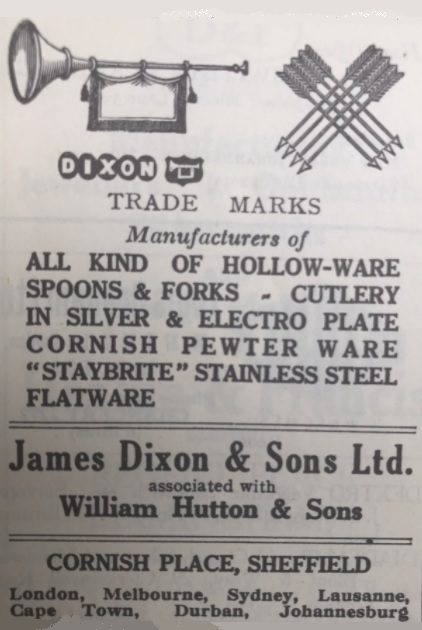 DIXON
TRADE MARKS
Manufacturers of
ALL KIND OF HOLLOW-WARE
SPOONS & FORKS - CUTLERY
IN SILVER & ELECTRO PLATE
CORNISH PEWTER WARE
"STAYBRITE" STAINLESS STEEL
FLATWARE
James Dixon & Sons Ltd.
associated with
William Hutton & Sons
CORNISH PLACE, SHEFFIELD
London, Melbourne, Sydney, Lausanne,
Cape Town, Durban, Johannesburg